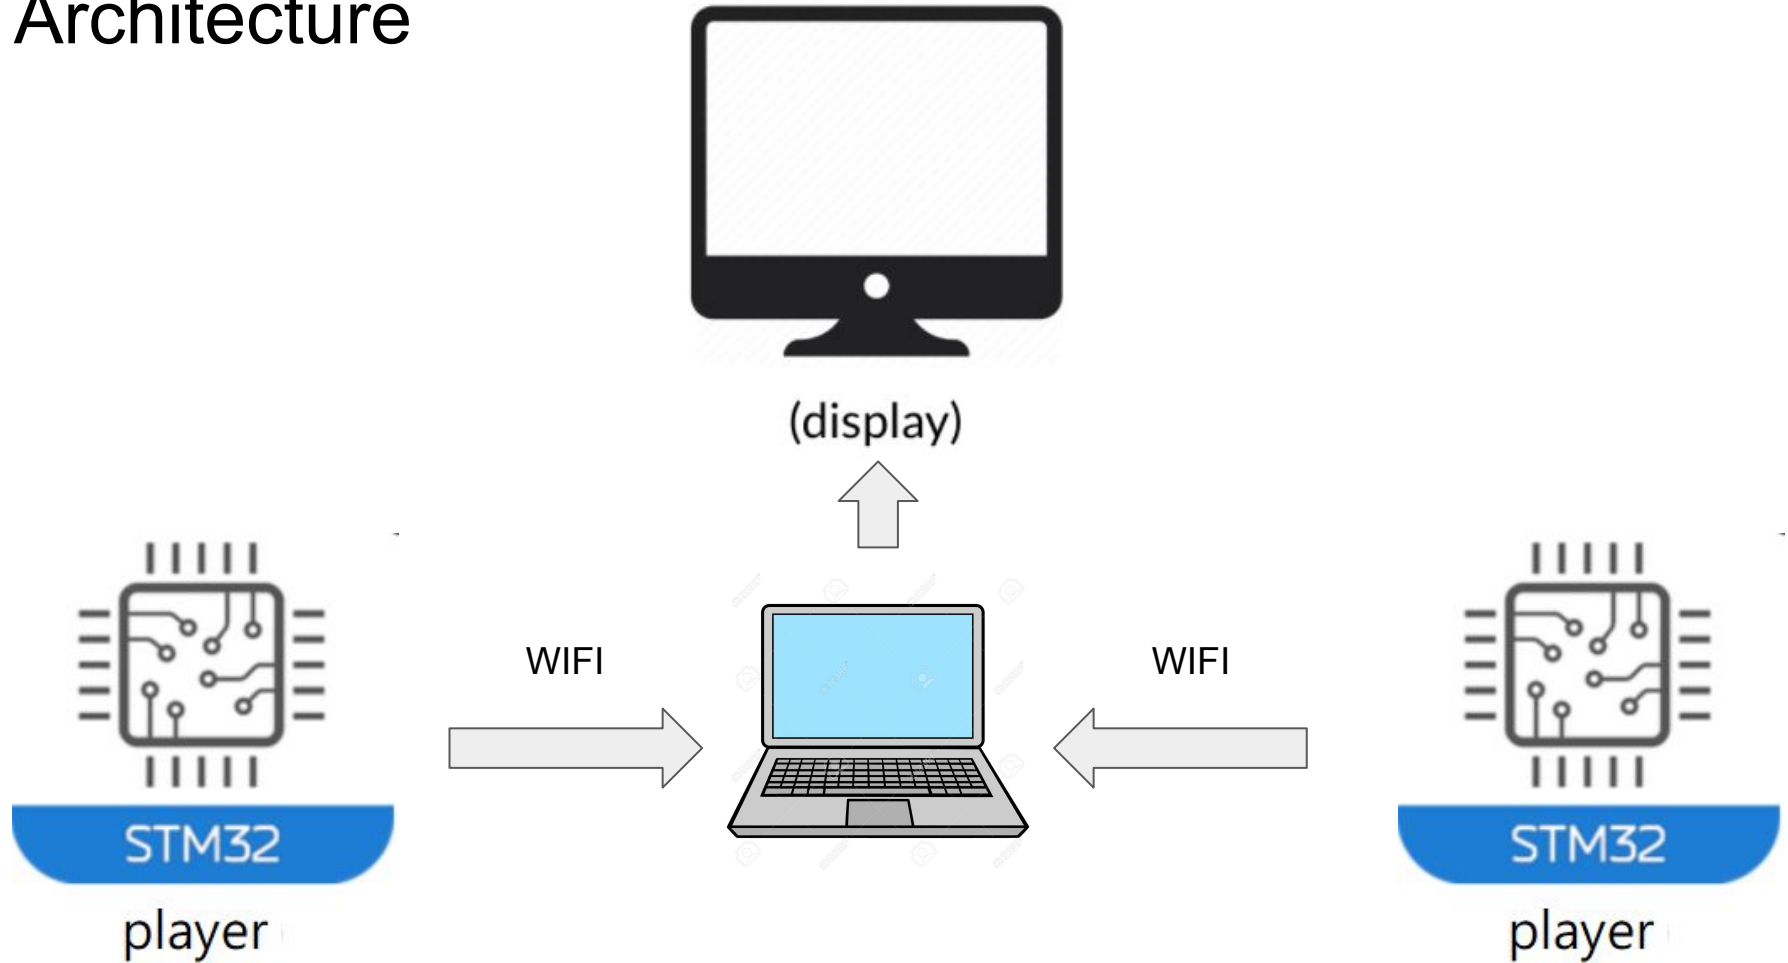 Architecture
(display)
WIFI
WIFI
STM32
STM32
player
player